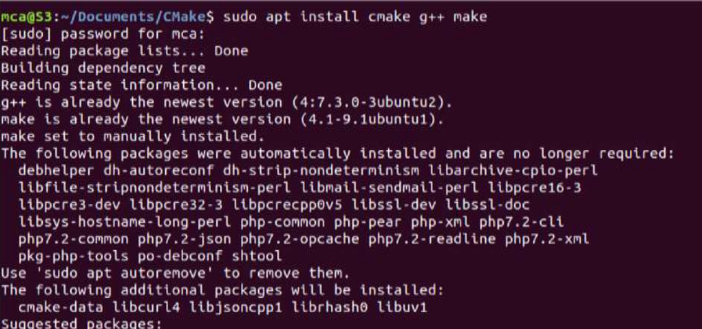 mca@S3:~/Documents/CMake$ sudo apt install cmake g++ make
[sudo] password for mca:
Reading package lists... Done
Building dependency tree
Reading state information... Done
g++ is already the newest version (4:7.3.0-3ubuntu2).
make is already the newest version (4.1-9.1ubuntu1).
make set to manually installed.
The following packages were automatically installed and are no longer required:
  debhelper dh-autoreconf dh-strip-nondeterminism libarchive-cpio-perl
  libfile-stripnondeterminism-perl libmail-sendmail-perl libpcre16-3
  libpcre3-dev libpcre32-3 libpcrecpp0v5 libssl-dev libssl-doc
  libsys-hostname-long-perl php-common php-pear php-xml php7.2-cli
  php7.2-common php7.2-json php7.2-opcache php7.2-readline php7.2-xml
  pkg-php-tools po-debconf shtool
Use 'sudo apt autoremove' to remove them.
The following additional packages will be installed:
  cmake-data libcurl4 libjsoncpp1 librhash0 libuv1
Suggested packages: